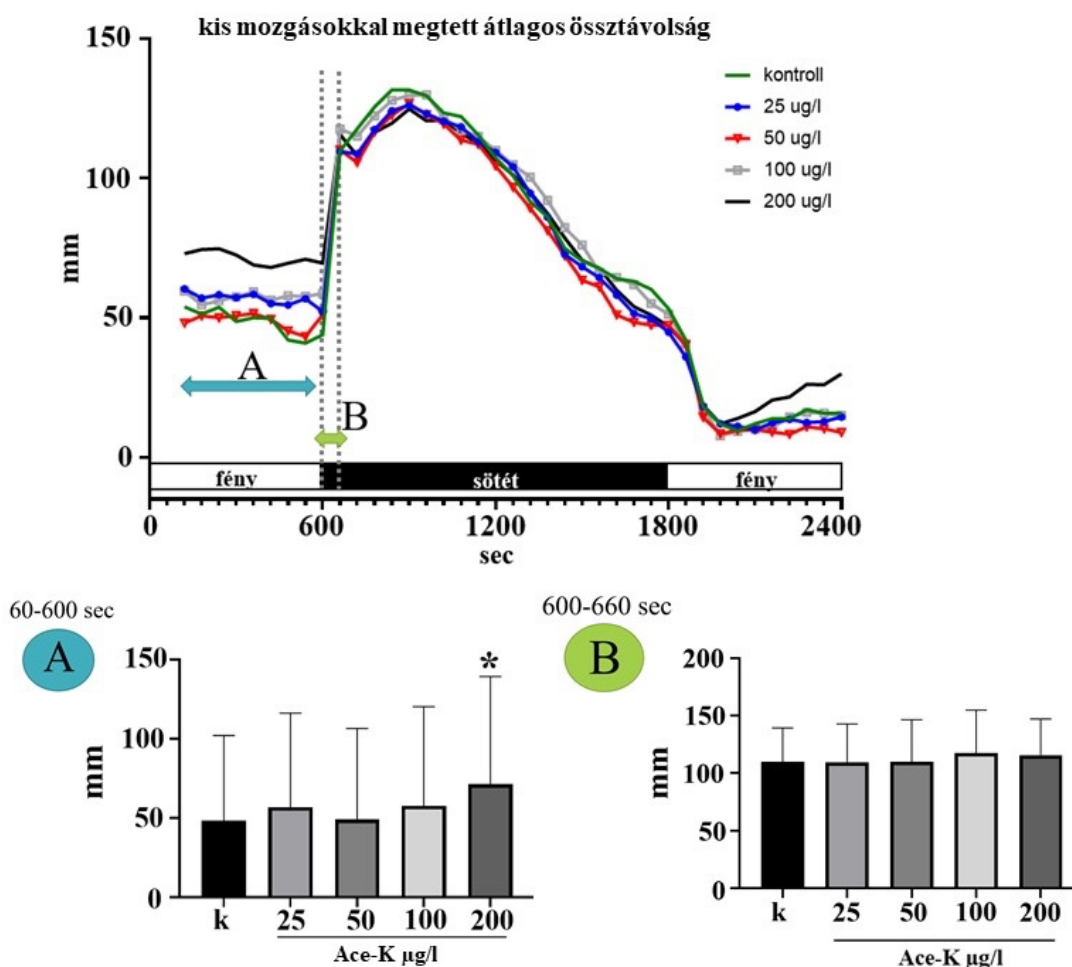 kis mozgásokkal megtett átlagos össztávolság
150
100
50
0
mm
kontroll
25 ug/l
50 ug/l
100 ug/l
200 ug/l
A
B
fény
sötét
fény
0
600
1200
1800
2400
sec
60-600 sec
A
150
100
50
0
mm
*
k
25
50
100
200
Ace-K µg/l
600-660 sec
B
200
150
100
50
0
mm
k
25
50
100
200
Ace-K µg/l